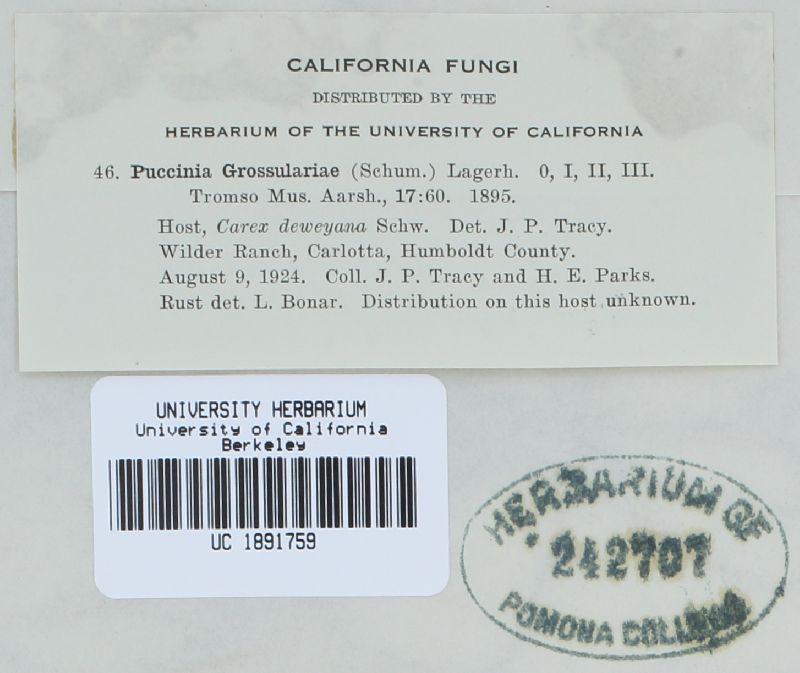 CALIFORNIA FUNGI
DISTRIBUTED BY THE
HERBARIUM OF THE UNIVERSITY OF CALIFORNIA
46. Puccinia Grossulariae (Schum.) Lagerh. 0, I, II, III.
Tromso Mus. Aarsh., 17:60. 1895.
Host, Carex deweyana Schw. Det. J. P. Tracy.
Wilder Ranch, Carlotta, Humboldt County.
August 9, 1924. Coll. J. P. Tracy and H. E. Parks.
Rust det. L. Bonar. Distribution on this host unknown.
UNIVERSITY HERBARIUM
University of California
Berkeley
UC 1891759
HERBARIUM OF
242707
POMONA COLLEGE